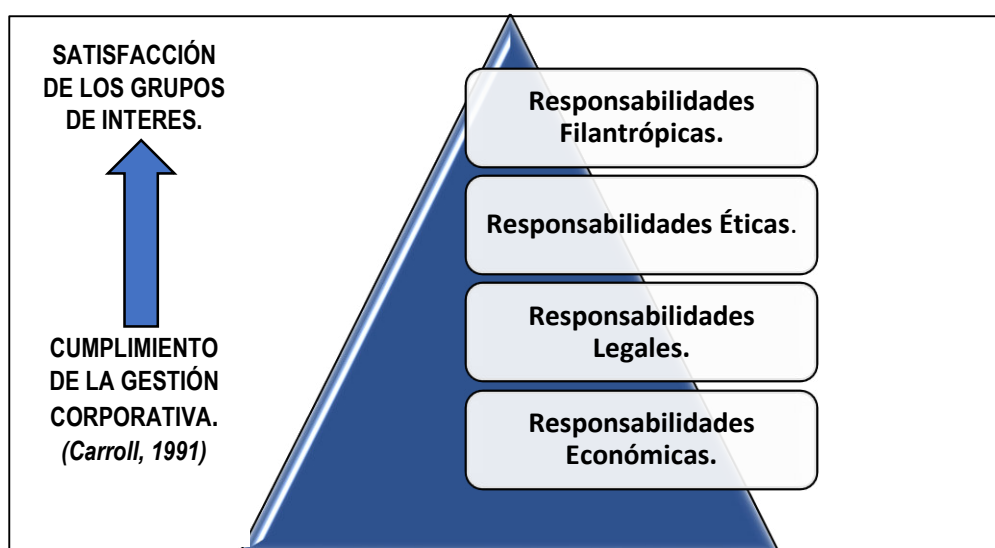 SATISFACCIÓN
DE LOS GRUPOS
DE INTERES.
CUMPLIMIENTO
DE LA GESTIÓN
CORPORATIVA.
(Carroll, 1991)
Responsabilidades
Filantrópicas.
Responsabilidades Éticas.
Responsabilidades
Legales.
Responsabilidades
Económicas.